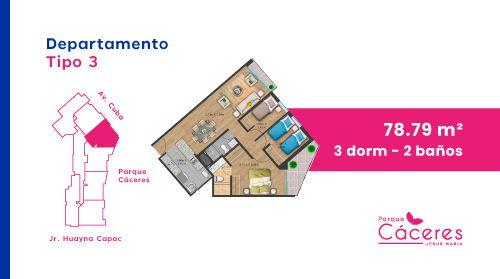 Departamento
Tipo 3
Av. Cuba
Parque
Cáceres
Jr. Huayna Capac
78.79 m²
3 dorm - 2 baños
Parque
Cáceres
JESÚS MARÍA